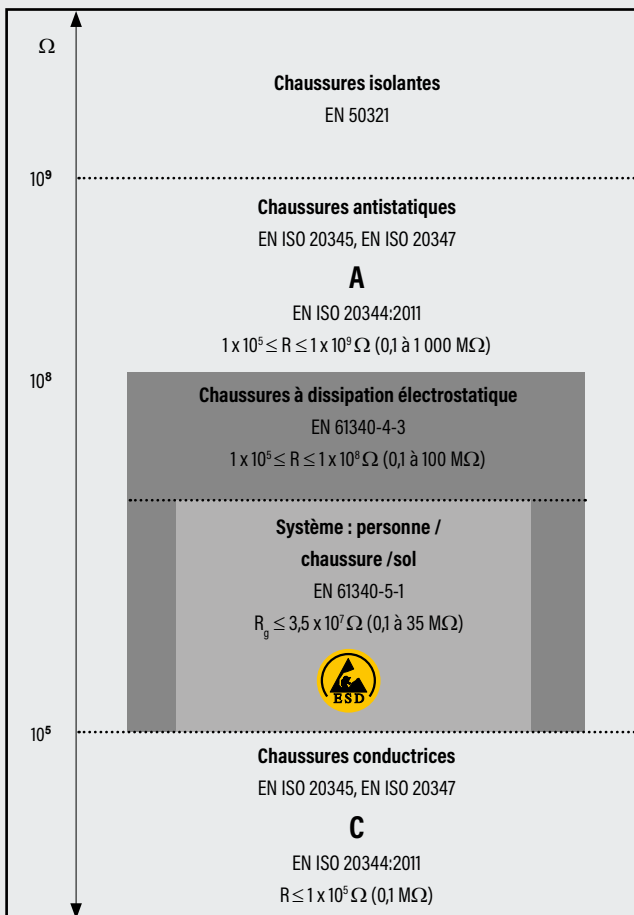 Ω
Chaussures isolantes
EN 50321
10⁹
Chaussures antistatiques
EN ISO 20345, EN ISO 20347
A
EN ISO 20344:2011
1 x 10⁵ ≤ R ≤ 1 x 10⁹ Ω (0,1 à 1 000 MΩ)
10⁸
Chaussures à dissipation électrostatique
EN 61340-4-3
1 x 10⁵ ≤ R ≤ 1 x 10⁸ Ω (0,1 à 100 MΩ)
Système : personne /
chaussure /sol
EN 61340-5-1
Rg ≤ 3,5 x 10⁷ Ω (0,1 à 35 MΩ)
ESD
10⁵
Chaussures conductrices
EN ISO 20345, EN ISO 20347
C
EN ISO 20344:2011
R ≤ 1 x 10⁵ Ω (0,1 MΩ)